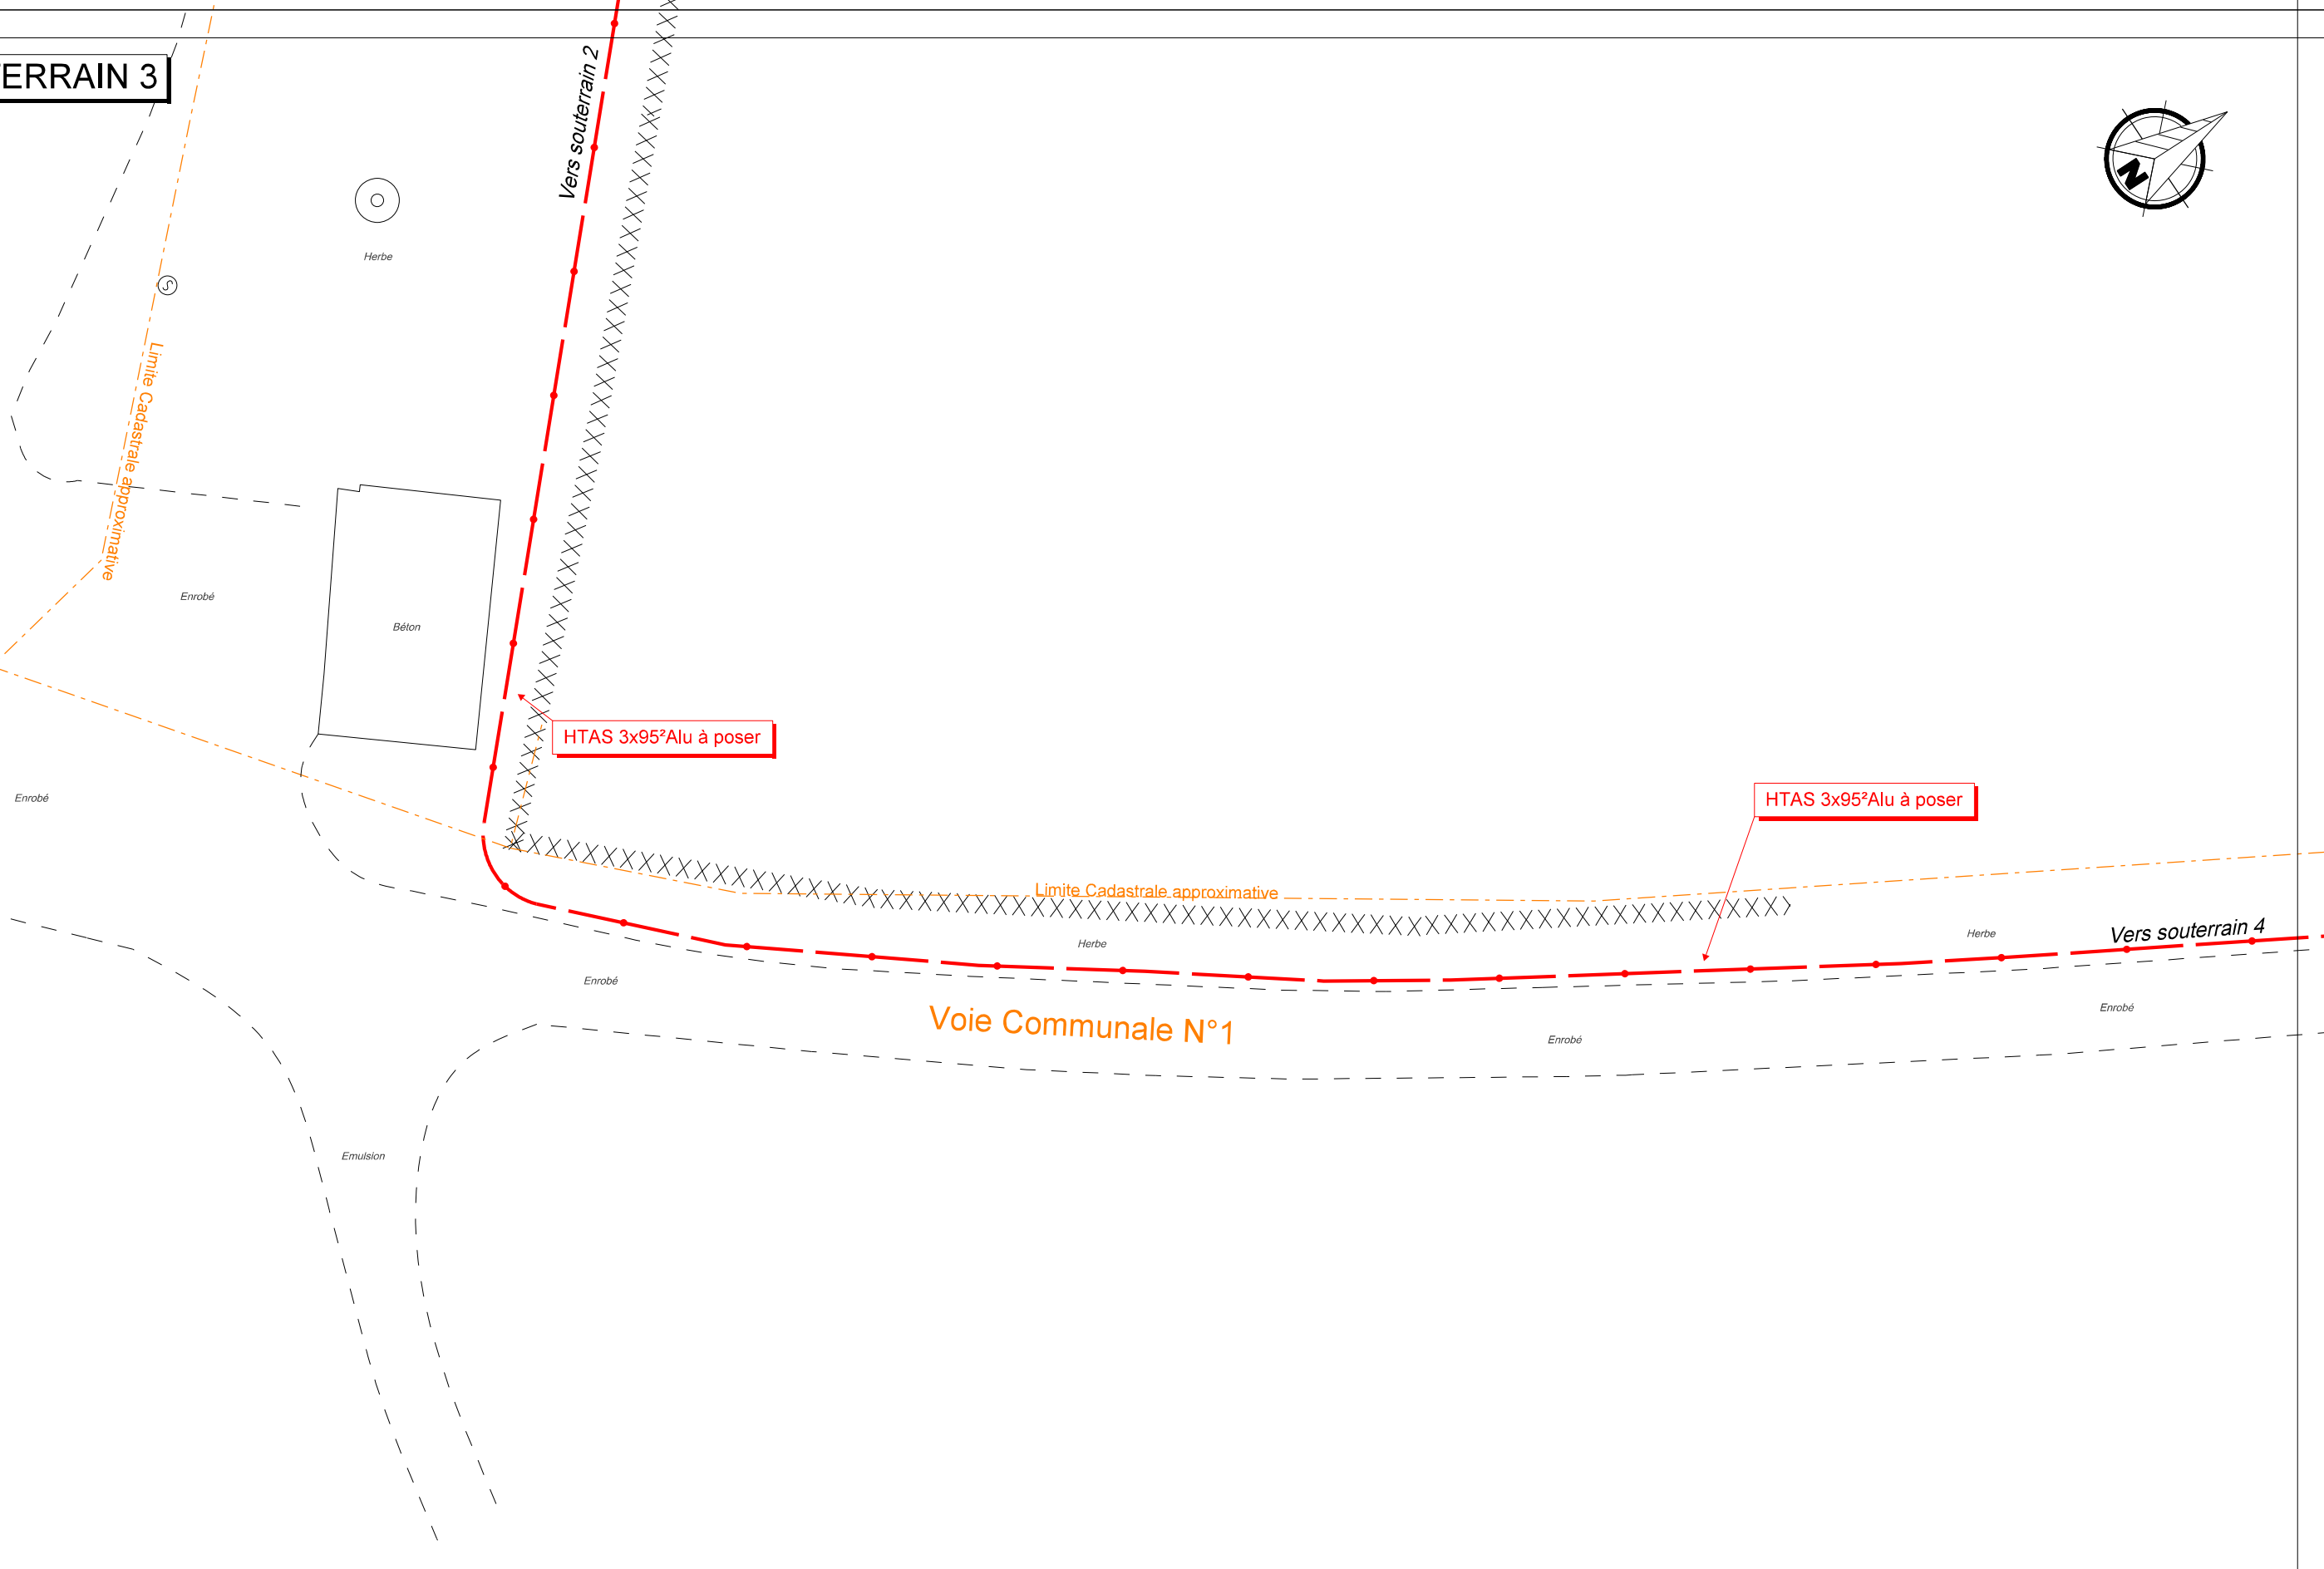 ERRAIN 3
Vers souterrain 2
N
Herbe
S
Limite Cadastrale approximative
Enrobé
Béton
HTAS 3x95²Alu à poser
Enrobé
HTAS 3x95²Alu à poser
Limite Cadastrale approximative
Herbe
Herbe
Vers souterrain 4
Enrobé
Voie Communale N°1
Enrobé
Enrobé
Emulsion